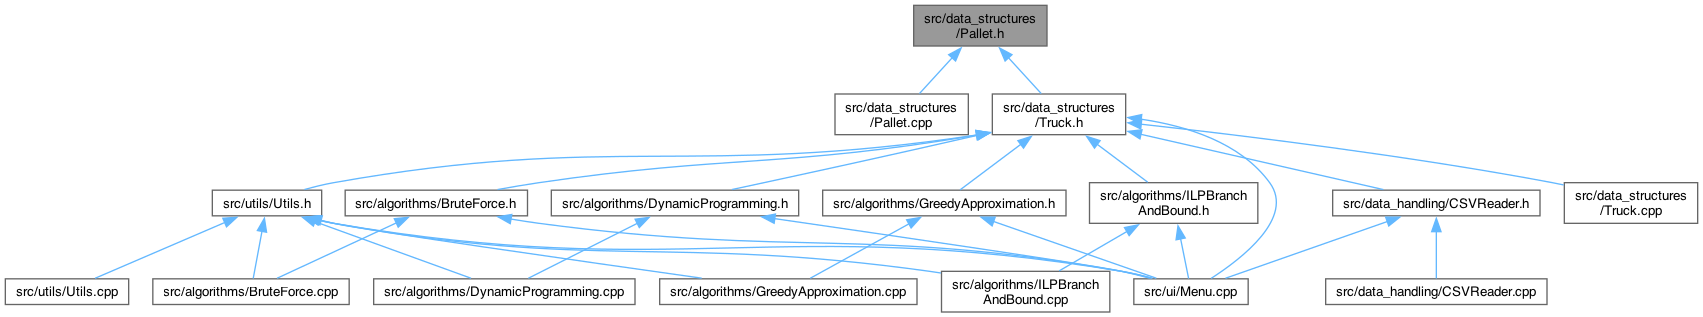 src/data_structures
/Pallet.h
src/data_structures
/Pallet.cpp
src/data_structures
/Truck.h
src/utils/Utils.h
src/algorithms/BruteForce.h
src/algorithms/DynamicProgramming.h
src/algorithms/GreedyApproximation.h
src/algorithms/ILPBranch
AndBound.h
src/data_handling/CSVReader.h
src/data_structures
/Truck.cpp
src/utils/Utils.cpp
src/algorithms/BruteForce.cpp
src/algorithms/DynamicProgramming.cpp
src/algorithms/GreedyApproximation.cpp
src/algorithms/ILPBranch
AndBound.cpp
src/ui/Menu.cpp
src/data_handling/CSVReader.cpp